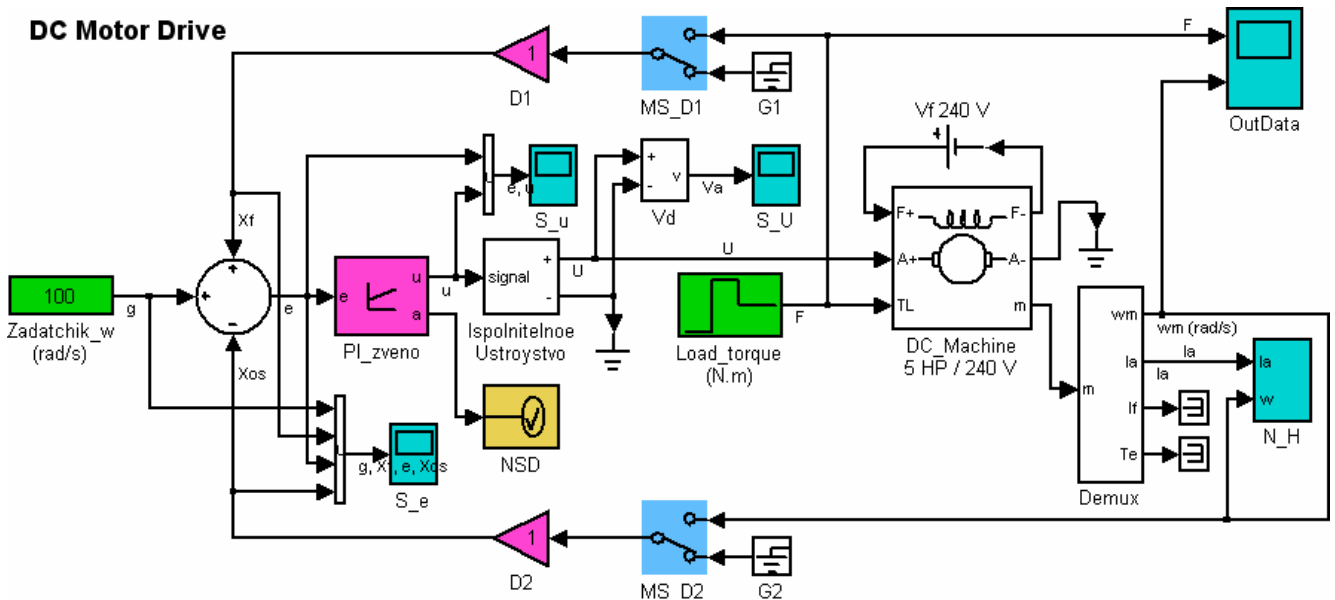 DC Motor Drive
F
1
D1
MS_D1
G1
OutData
Vf 240 V
+
e, u
S_u
+
-
v
Vd
Va
S_U
Xf
F+
F-
A+
A-
TL
m
DC_Machine
5 HP / 240 V
100
Zadatchik_w
(rad/s)
g
+
+
−
e
e
u
a
PI_zveno
u
signal
+
-
Ispolnitelnoe
Ustroystvo
U
U
Load_torque
(N.m)
F
Xos
NSD
g, Xf, e, Xos
S_e
m
wm
Ia
If
Te
Demux
wm (rad/s)
Ia
Ia
Ia
w
N_H
1
D2
MS_D2
G2